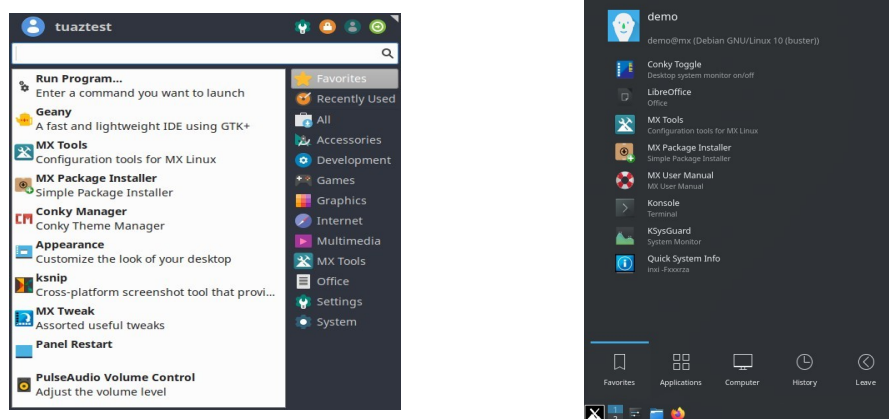 tuaztest
Run Program...
Enter a command you want to launch
Geany
A fast and lightweight IDE using GTK+
MX Tools
Configuration tools for MX Linux
MX Package Installer
Simple Package Installer
Conky Manager
Conky Theme Manager
Appearance
Customize the look of your desktop
ksnip
Cross-platform screenshot tool that provi...
MX Tweak
Assorted useful tweaks
Panel Restart
PulseAudio Volume Control
Adjust the volume level
Favorites
Recently Used
All
Accessories
Development
Games
Graphics
Internet
Multimedia
MX Tools
Office
Settings
System
demo
demo@mx (Debian GNU/Linux 10 (buster))
Conky Toggle
Desktop system monitor on/off
LibreOffice
Office
MX Tools
Configuration tools for MX Linux
MX Package Installer
Simple Package Installer
MX User Manual
MX User Manual
Konsole
Terminal
KSysGuard
System Monitor
Quick System Info
inxi -Fxxxrza
Favorites
Applications
Computer
History
Leave